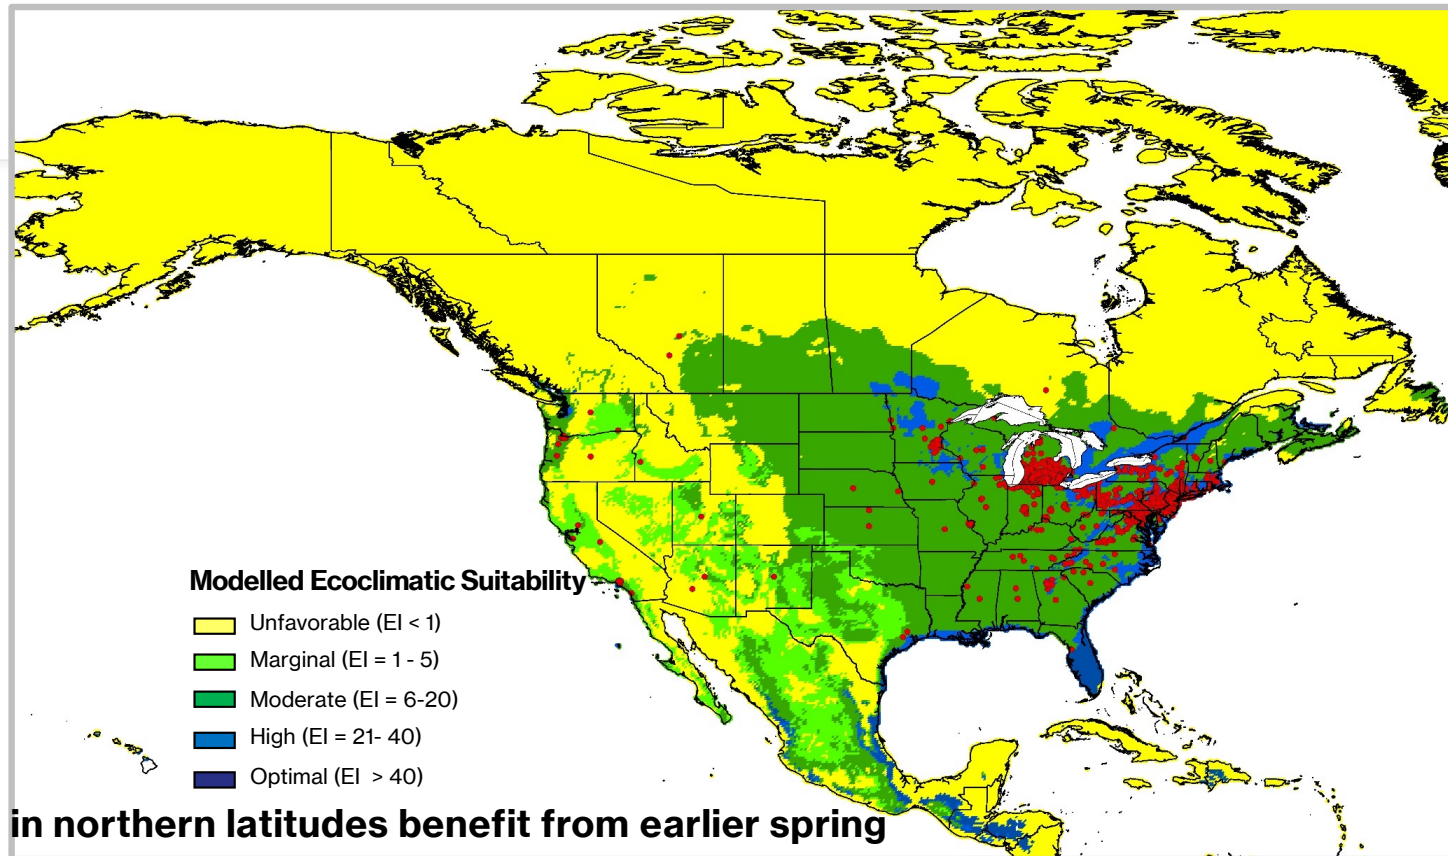 Modelled Ecoclimatic Suitability
Unfavorable (EI < 1)
Marginal (EI = 1 - 5)
Moderate (EI = 6-20)
High (EI = 21- 40)
Optimal (EI > 40)
in northern latitudes benefit from earlier spring